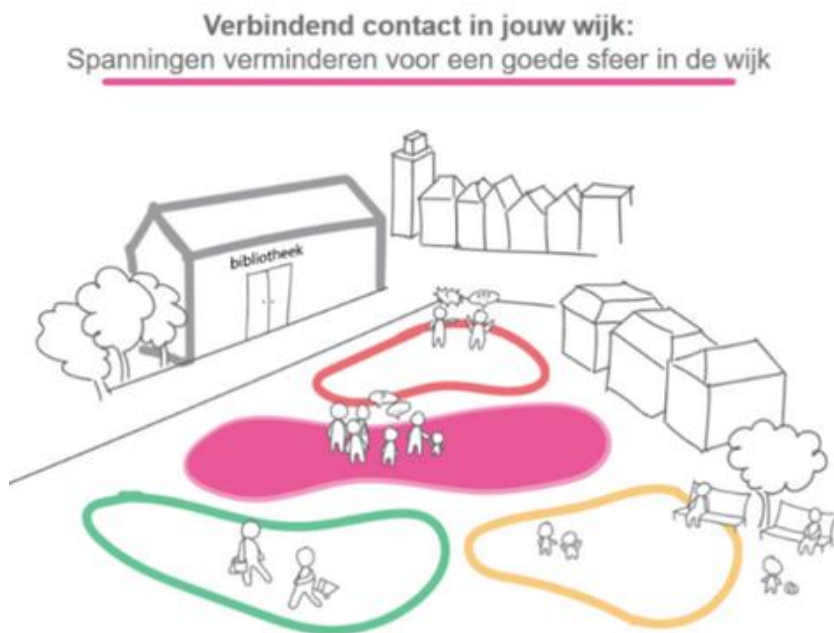 Verbindend contact in jouw wijk:
Spanningen verminderen voor een goede sfeer in de wijk
bibliotheek